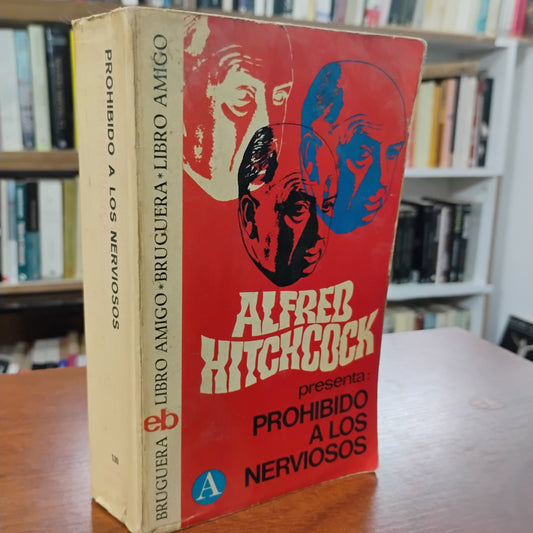 PROHIBIDO A LOS NERVIOSOS
BRUGUERA eb LIBRO AMIGO*BRUGUERA*LIBRO AMIGO
ALFRED
HITCHCOCK
presenta:
PROHIBIDO
A LOS
NERVIOSOS
A